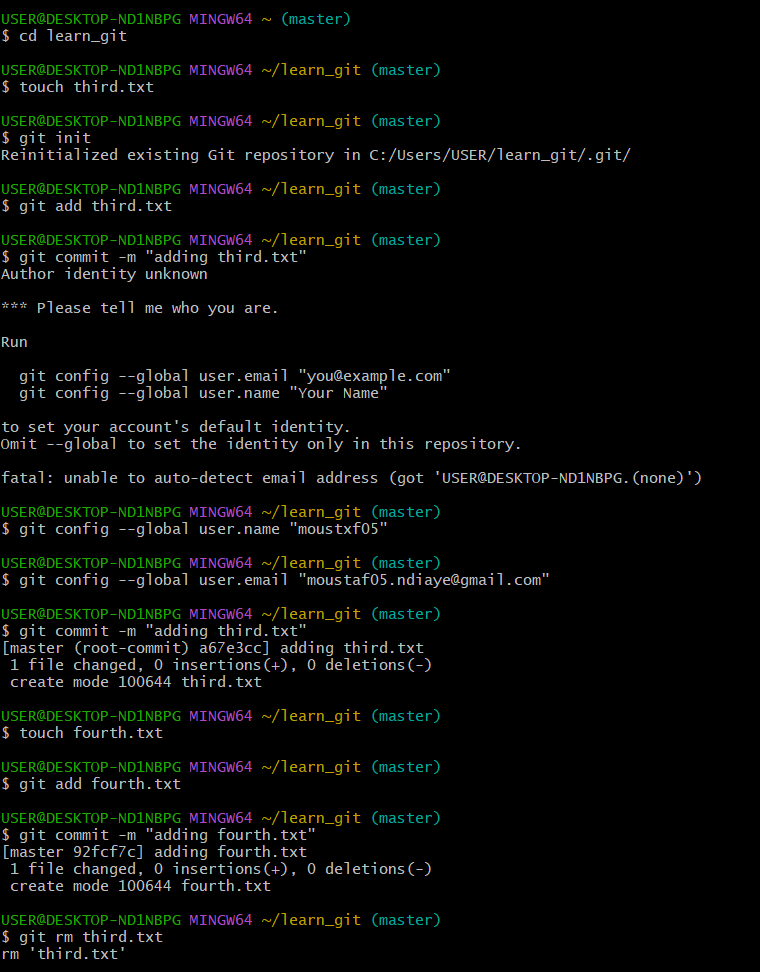 USER@DESKTOP-ND1NBPG MINGW64 ~ (master)
$ cd learn_git
USER@DESKTOP-ND1NBPG MINGW64 ~/learn_git (master)
$ touch third.txt
USER@DESKTOP-ND1NBPG MINGW64 ~/learn_git (master)
$ git init
Reinitialized existing Git repository in C:/Users/USER/learn_git/.git/
USER@DESKTOP-ND1NBPG MINGW64 ~/learn_git (master)
$ git add third.txt
USER@DESKTOP-ND1NBPG MINGW64 ~/learn_git (master)
$ git commit -m "adding third.txt"
Author identity unknown
*** Please tell me who you are.
Run
  git config --global user.email "you@example.com"
  git config --global user.name "Your Name"
to set your account's default identity.
Omit --global to set the identity only in this repository.
fatal: unable to auto-detect email address (got 'USER@DESKTOP-ND1NBPG.(none)')
USER@DESKTOP-ND1NBPG MINGW64 ~/learn_git (master)
$ git config --global user.name "moustxf05"
USER@DESKTOP-ND1NBPG MINGW64 ~/learn_git (master)
$ git config --global user.email "moustaf05.ndiaye@gmail.com"
USER@DESKTOP-ND1NBPG MINGW64 ~/learn_git (master)
$ git commit -m "adding third.txt"
[master (root-commit) a67e3cc] adding third.txt
 1 file changed, 0 insertions(+), 0 deletions(-)
 create mode 100644 third.txt
USER@DESKTOP-ND1NBPG MINGW64 ~/learn_git (master)
$ touch fourth.txt
USER@DESKTOP-ND1NBPG MINGW64 ~/learn_git (master)
$ git add fourth.txt
USER@DESKTOP-ND1NBPG MINGW64 ~/learn_git (master)
$ git commit -m "adding fourth.txt"
[master 92fcf7c] adding fourth.txt
 1 file changed, 0 insertions(+), 0 deletions(-)
 create mode 100644 fourth.txt
USER@DESKTOP-ND1NBPG MINGW64 ~/learn_git (master)
$ git rm third.txt
rm 'third.txt'